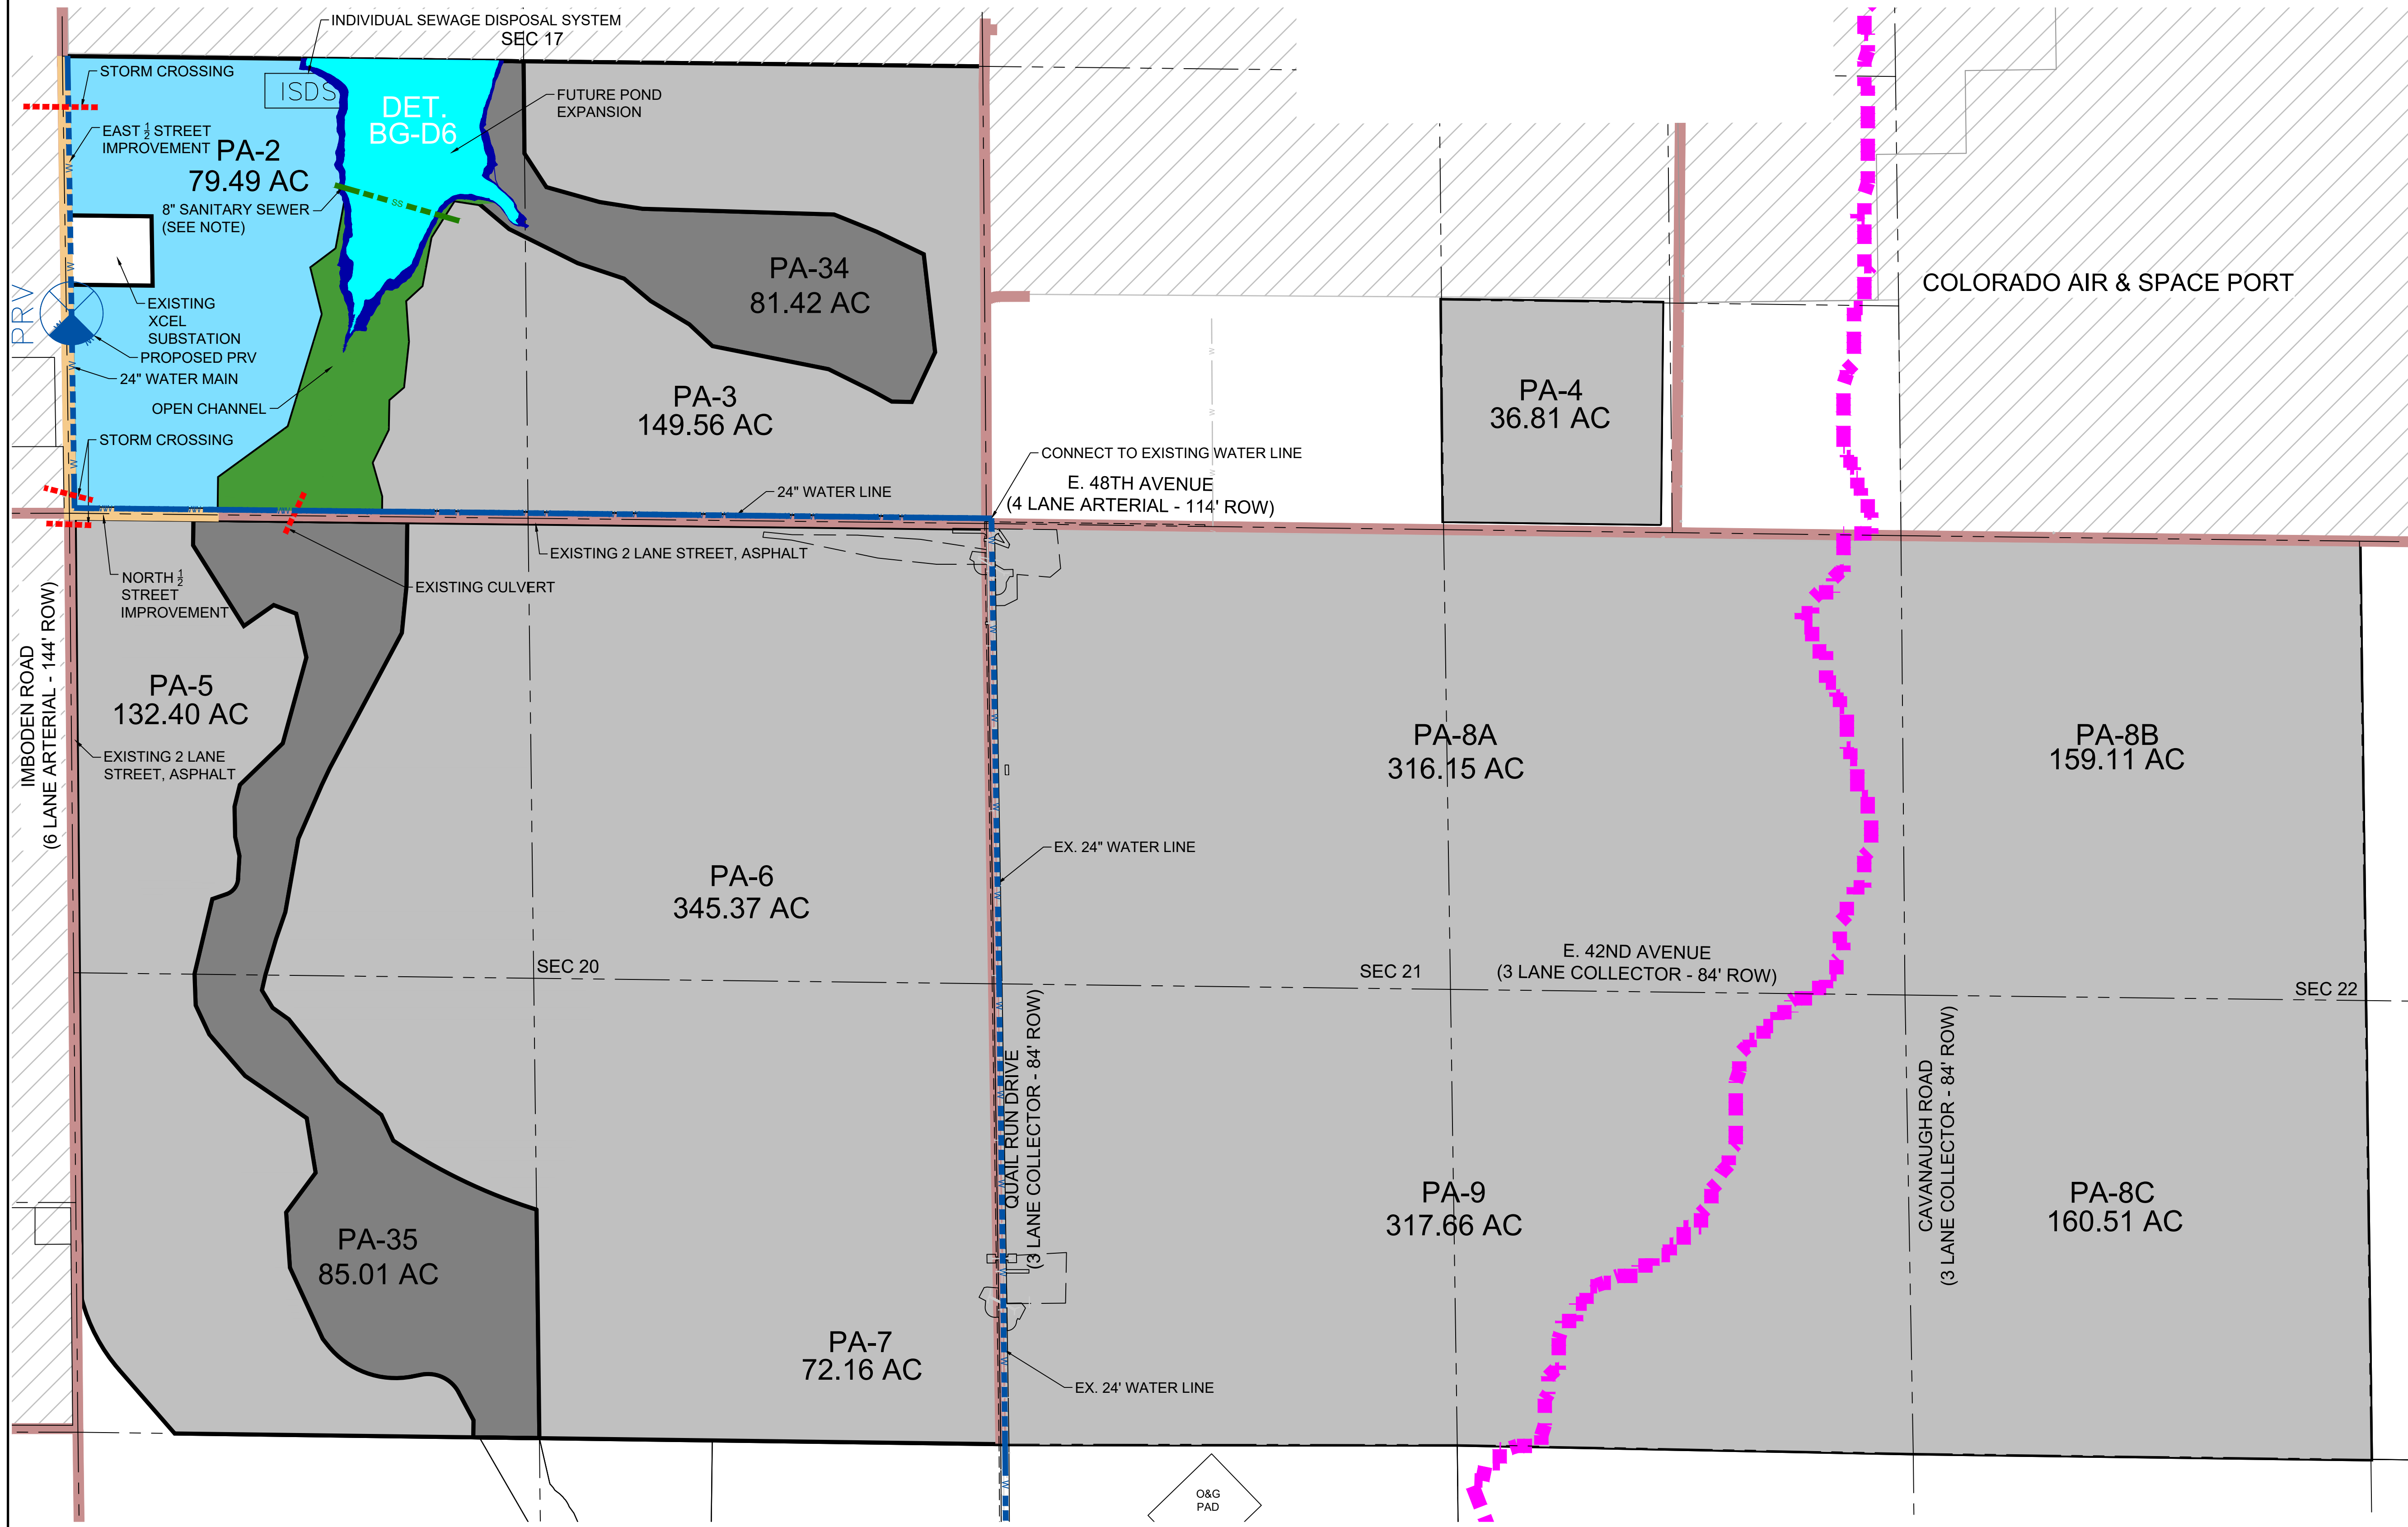 INDIVIDUAL SEWAGE DISPOSAL SYSTEM
SEC 17
STORM CROSSING
ISDS
DET.
BG-D6
FUTURE POND
EXPANSION
EAST 1/2 STREET
IMPROVEMENT
PA-2
79.49 AC
8" SANITARY SEWER
(SEE NOTE)
SS
PA-34
81.42 AC
COLORADO AIR & SPACE PORT
PRV
EXISTING
XCEL
SUBSTATION
PROPOSED PRV
24" WATER MAIN
OPEN CHANNEL
STORM CROSSING
PA-3
149.56 AC
PA-4
36.81 AC
CONNECT TO EXISTING WATER LINE
E. 48TH AVENUE
(4 LANE ARTERIAL - 114' ROW)
24" WATER LINE
EXISTING 2 LANE STREET, ASPHALT
EXISTING CULVERT
NORTH 1/2
STREET
IMPROVEMENT
IMBODEN ROAD
(6 LANE ARTERIAL - 144' ROW)
PA-5
132.40 AC
EXISTING 2 LANE
STREET, ASPHALT
PA-8A
316.15 AC
PA-8B
159.11 AC
EX. 24" WATER LINE
PA-6
345.37 AC
SEC 20
SEC 21
E. 42ND AVENUE
(3 LANE COLLECTOR - 84' ROW)
SEC 22
QUAIL RUN DRIVE
(3 LANE COLLECTOR - 84' ROW)
CAVANAUGH ROAD
(3 LANE COLLECTOR - 84' ROW)
PA-9
317.66 AC
PA-8C
160.51 AC
PA-35
85.01 AC
PA-7
72.16 AC
EX. 24' WATER LINE
O&G
PAD